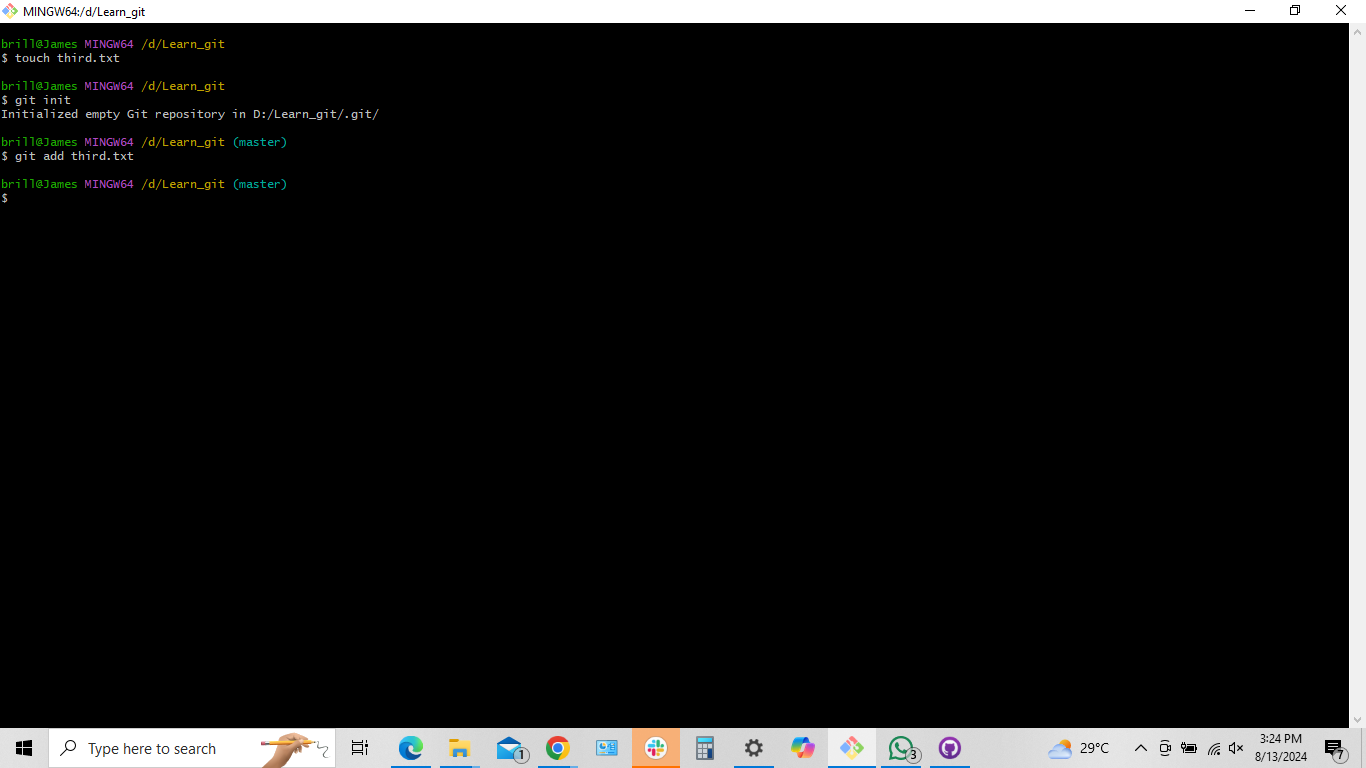 MINGW64:/d/Learn_git
brill@James MINGW64 /d/Learn_git
$ touch third.txt
brill@James MINGW64 /d/Learn_git
$ git init
Initialized empty Git repository in D:/Learn_git/.git/
brill@James MINGW64 /d/Learn_git (master)
$ git add third.txt
brill@James MINGW64 /d/Learn_git (master)
$
Type here to search
1
3
29°C
3:24 PM
8/13/2024
7